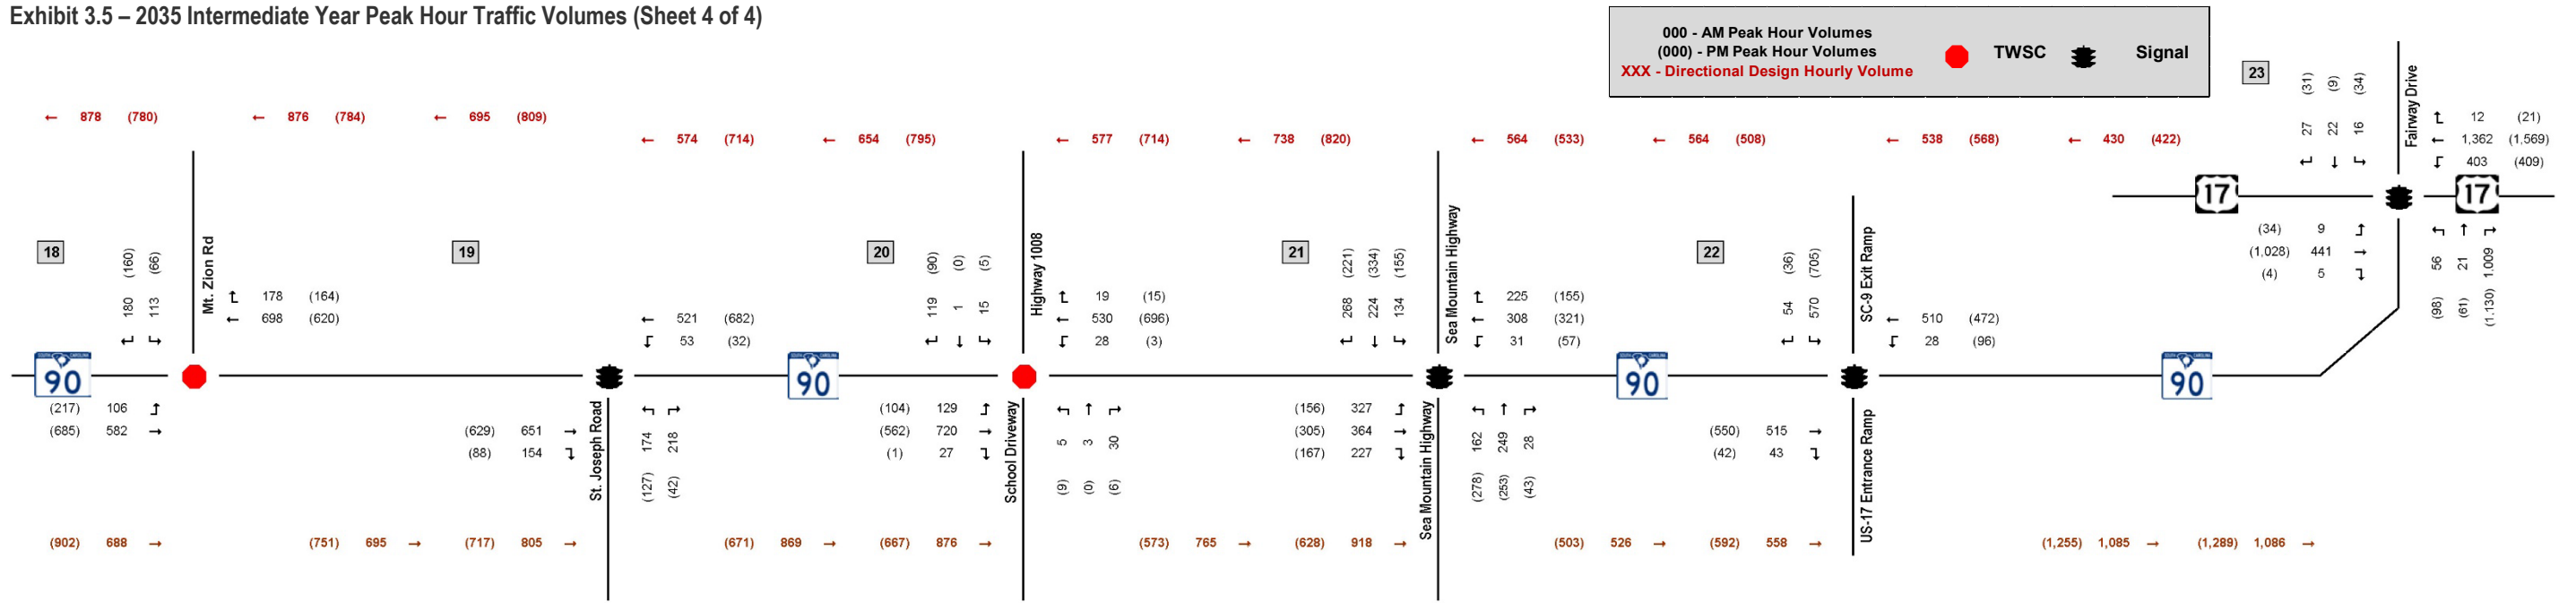 Exhibit 3.5 – 2035 Intermediate Year Peak Hour Traffic Volumes (Sheet 4 of 4)
000 - AM Peak Hour Volumes
(000) - PM Peak Hour Volumes
XXX - Directional Design Hourly Volume
TWSC
Signal
← 878 (780)
← 876 (784)
← 695 (809)
← 574 (714)
← 654 (795)
← 577 (714)
← 738 (820)
← 564 (533)
← 564 (508)
← 538 (568)
← 430 (422)
18
180 (160)
113 (66)
Mt. Zion Rd
178 (164)
← 698 (620)
90
(217) 106
(685) 582 →
19
← 521 (682)
53 (32)
(629) 651 →
(88) 154
St. Joseph Road
174 (127)
218 (42)
90
20
119 (90)
1 (0)
15 (5)
Highway 1008
19 (15)
← 530 (696)
28 (3)
(104) 129
(562) 720 →
(1) 27
School Driveway
5 (9)
3 (0)
30 (6)
21
268 (221)
224 (334)
134 (155)
Sea Mountain Highway
225 (155)
← 308 (321)
31 (57)
(156) 327
(305) 364 →
(167) 227
Sea Mountain Highway
162 (278)
249 (253)
28 (43)
90
22
54 (36)
570 (705)
SC-9 Exit Ramp
← 510 (472)
28 (96)
(550) 515 →
(42) 43
US-17 Entrance Ramp
90
23
27 (31)
22 (9)
16 (34)
Fairway Drive
12 (21)
← 1,362 (1,569)
403 (409)
17
17
(34) 9
(1,028) 441 →
(4) 5
56 (98)
21 (61)
1,009 (1,130)
(902) 688 →
(751) 695 →
(717) 805 →
(671) 869 →
(667) 876 →
(573) 765 →
(628) 918 →
(503) 526 →
(592) 558 →
(1,255) 1,085 →
(1,289) 1,086 →